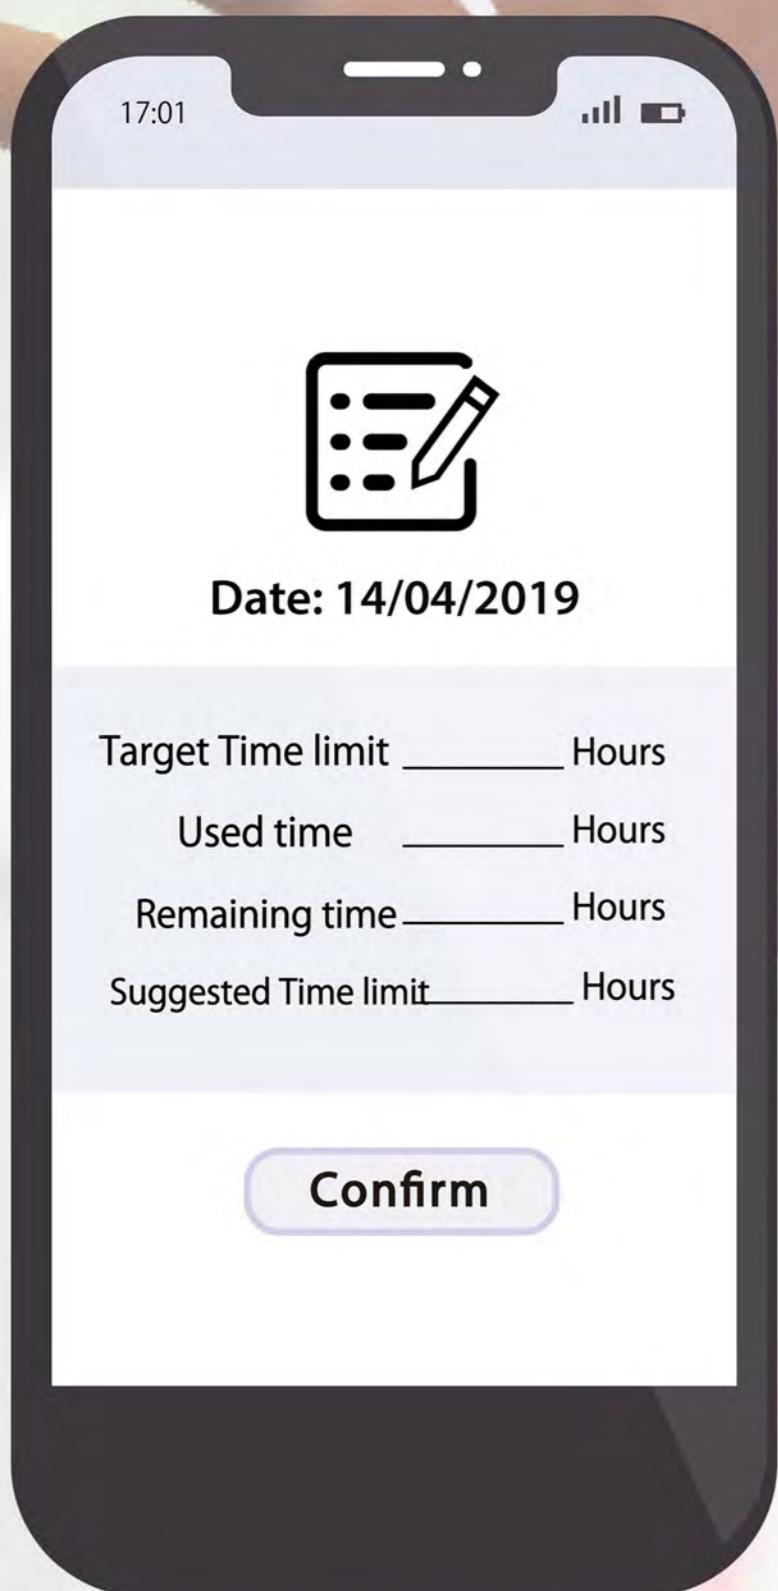 17:01
Date: 14/04/2019
Target Time limit ________ Hours
Used time ________ Hours
Remaining time ________ Hours
Suggested Time limit ________ Hours
Confirm